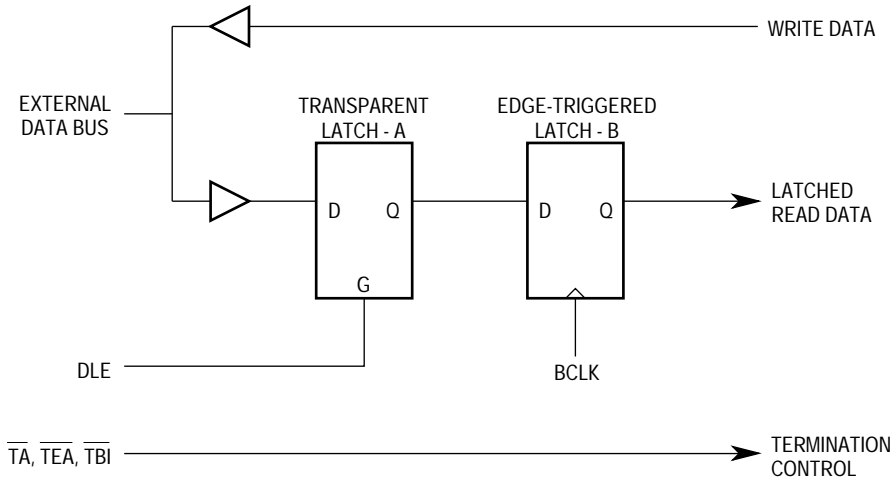 WRITE DATA
EXTERNAL
DATA BUS
TRANSPARENT
LATCH - A
EDGE-TRIGGERED
LATCH - B
D Q
G
D Q
LATCHED
READ DATA
DLE
BCLK
TA, TEA, TBI
TERMINATION
CONTROL